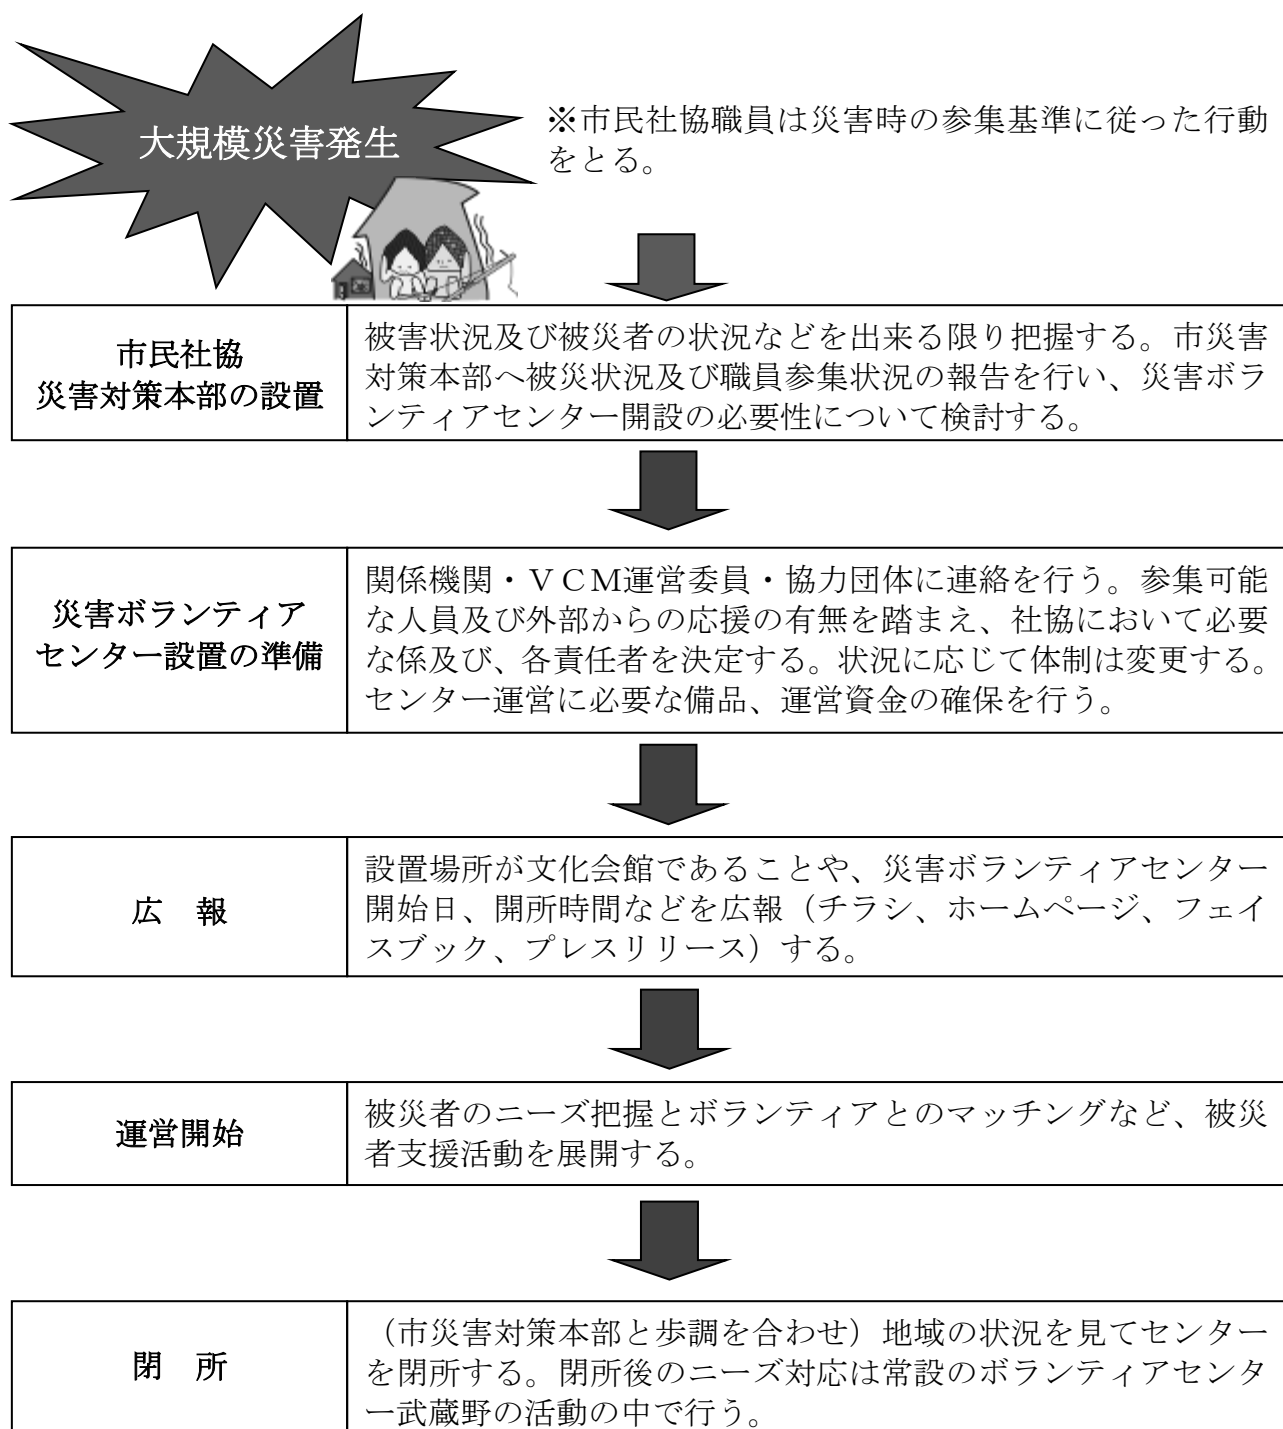 大規模災害発生
※市民社協職員は災害時の参集基準に従った行動
をとる。
市民社協
災害対策本部の設置
被害状況及び被災者の状況などを出来る限り把握する。市災害
対策本部へ被災状況及び職員参集状況の報告を行い、災害ボラ
ンティアセンター開設の必要性について検討する。
災害ボランティア
センター設置の準備
関係機関・ＶＣＭ運営委員・協力団体に連絡を行う。参集可能
な人員及び外部からの応援の有無を踏まえ、社協において必要
な係及び、各責任者を決定する。状況に応じて体制は変更する。
センター運営に必要な備品、運営資金の確保を行う。
広　報
設置場所が文化会館であることや、災害ボランティアセンター
開始日、開所時間などを広報（チラシ、ホームページ、フェイ
スブック、プレスリリース）する。
運営開始
被災者のニーズ把握とボランティアとのマッチングなど、被災
者支援活動を展開する。
閉　所
（市災害対策本部と歩調を合わせ）地域の状況を見てセンター
を閉所する。閉所後のニーズ対応は常設のボランティアセンタ
ー武蔵野の活動の中で行う。